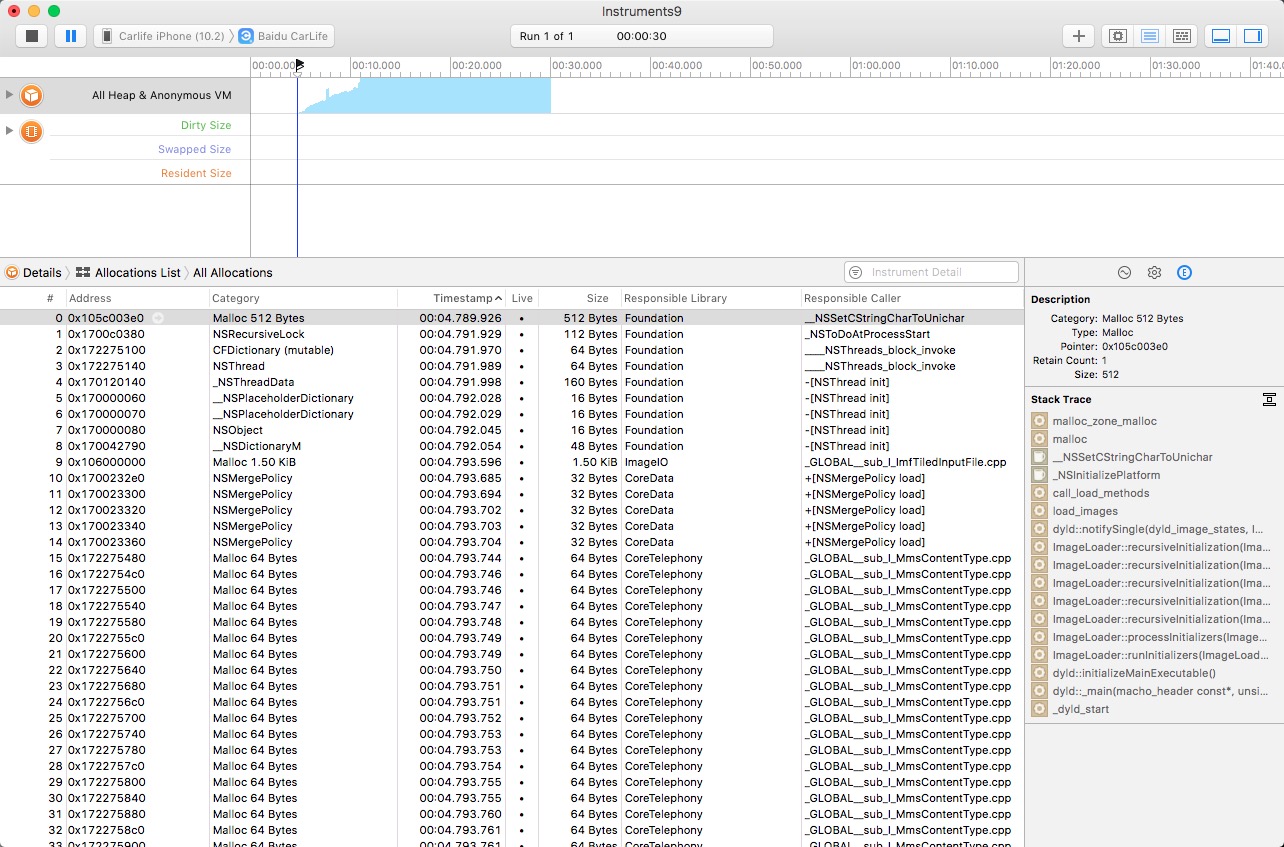 Instruments9
Carlife iPhone (10.2) 〉 Baidu CarLife
Run 1 of 1 00:00:30
00:00.00 00:10.000 00:20.000 00:30.000 00:40.000 00:50.000 01:00.000 01:10.000 01:20.000 01:30.000 01:40.0
All Heap & Anonymous VM
Dirty Size
Swapped Size
Resident Size
Details 〉 Allocations List 〉 All Allocations Instrument Detail
# Address Category Timestamp Live Size Responsible Library Responsible Caller
0 0x105c003e0 Malloc 512 Bytes 00:04.789.926 • 512 Bytes Foundation __NSSetCStringCharToUnichar
1 0x1700c0380 NSRecursiveLock 00:04.791.929 • 112 Bytes Foundation _NSToDoAtProcessStart
2 0x172275100 CFDictionary (mutable) 00:04.791.970 • 64 Bytes Foundation ____NSThreads_block_invoke
3 0x172275140 NSThread 00:04.791.989 • 64 Bytes Foundation ____NSThreads_block_invoke
4 0x170120140 _NSThreadData 00:04.791.998 • 160 Bytes Foundation -[NSThread init]
5 0x170000060 __NSPlaceholderDictionary 00:04.792.028 • 16 Bytes Foundation -[NSThread init]
6 0x170000070 __NSPlaceholderDictionary 00:04.792.029 • 16 Bytes Foundation -[NSThread init]
7 0x170000080 NSObject 00:04.792.045 • 16 Bytes Foundation -[NSThread init]
8 0x170042790 __NSDictionaryM 00:04.792.054 • 48 Bytes Foundation -[NSThread init]
9 0x106000000 Malloc 1.50 KiB 00:04.793.596 • 1.50 KiB ImageIO _GLOBAL__sub_I_ImfTiledInputFile.cpp
10 0x1700232e0 NSMergePolicy 00:04.793.685 • 32 Bytes CoreData +[NSMergePolicy load]
11 0x170023300 NSMergePolicy 00:04.793.694 • 32 Bytes CoreData +[NSMergePolicy load]
12 0x170023320 NSMergePolicy 00:04.793.702 • 32 Bytes CoreData +[NSMergePolicy load]
13 0x170023340 NSMergePolicy 00:04.793.703 • 32 Bytes CoreData +[NSMergePolicy load]
14 0x170023360 NSMergePolicy 00:04.793.704 • 32 Bytes CoreData +[NSMergePolicy load]
15 0x172275480 Malloc 64 Bytes 00:04.793.744 • 64 Bytes CoreTelephony _GLOBAL__sub_I_MmsContentType.cpp
16 0x1722754c0 Malloc 64 Bytes 00:04.793.746 • 64 Bytes CoreTelephony _GLOBAL__sub_I_MmsContentType.cpp
17 0x172275500 Malloc 64 Bytes 00:04.793.746 • 64 Bytes CoreTelephony _GLOBAL__sub_I_MmsContentType.cpp
18 0x172275540 Malloc 64 Bytes 00:04.793.747 • 64 Bytes CoreTelephony _GLOBAL__sub_I_MmsContentType.cpp
19 0x172275580 Malloc 64 Bytes 00:04.793.748 • 64 Bytes CoreTelephony _GLOBAL__sub_I_MmsContentType.cpp
20 0x1722755c0 Malloc 64 Bytes 00:04.793.749 • 64 Bytes CoreTelephony _GLOBAL__sub_I_MmsContentType.cpp
21 0x172275600 Malloc 64 Bytes 00:04.793.749 • 64 Bytes CoreTelephony _GLOBAL__sub_I_MmsContentType.cpp
22 0x172275640 Malloc 64 Bytes 00:04.793.750 • 64 Bytes CoreTelephony _GLOBAL__sub_I_MmsContentType.cpp
23 0x172275680 Malloc 64 Bytes 00:04.793.751 • 64 Bytes CoreTelephony _GLOBAL__sub_I_MmsContentType.cpp
24 0x1722756c0 Malloc 64 Bytes 00:04.793.751 • 64 Bytes CoreTelephony _GLOBAL__sub_I_MmsContentType.cpp
25 0x172275700 Malloc 64 Bytes 00:04.793.752 • 64 Bytes CoreTelephony _GLOBAL__sub_I_MmsContentType.cpp
26 0x172275740 Malloc 64 Bytes 00:04.793.753 • 64 Bytes CoreTelephony _GLOBAL__sub_I_MmsContentType.cpp
27 0x172275780 Malloc 64 Bytes 00:04.793.753 • 64 Bytes CoreTelephony _GLOBAL__sub_I_MmsContentType.cpp
28 0x1722757c0 Malloc 64 Bytes 00:04.793.754 • 64 Bytes CoreTelephony _GLOBAL__sub_I_MmsContentType.cpp
29 0x172275800 Malloc 64 Bytes 00:04.793.755 • 64 Bytes CoreTelephony _GLOBAL__sub_I_MmsContentType.cpp
30 0x172275840 Malloc 64 Bytes 00:04.793.755 • 64 Bytes CoreTelephony _GLOBAL__sub_I_MmsContentType.cpp
31 0x172275880 Malloc 64 Bytes 00:04.793.760 • 64 Bytes CoreTelephony _GLOBAL__sub_I_MmsContentType.cpp
32 0x1722758c0 Malloc 64 Bytes 00:04.793.761 • 64 Bytes CoreTelephony _GLOBAL__sub_I_MmsContentType.cpp
33 0x172275900 Malloc 64 Bytes 00:04.793.761 • 64 Bytes CoreTelephony _GLOBAL__sub_I_MmsContentType.cpp
Description
Category: Malloc 512 Bytes
Type: Malloc
Pointer: 0x105c003e0
Retain Count: 1
Size: 512
Stack Trace
malloc_zone_malloc
malloc
__NSSetCStringCharToUnichar
_NSInitializePlatform
call_load_methods
load_images
dyld::notifySingle(dyld_image_states, I...
ImageLoader::recursiveInitialization(Ima...
ImageLoader::recursiveInitialization(Ima...
ImageLoader::recursiveInitialization(Ima...
ImageLoader::recursiveInitialization(Ima...
ImageLoader::recursiveInitialization(Ima...
ImageLoader::processInitializers(Image...
ImageLoader::runInitializers(ImageLoad...
dyld::initializeMainExecutable()
dyld::_main(macho_header const*, unsi...
_dyld_start